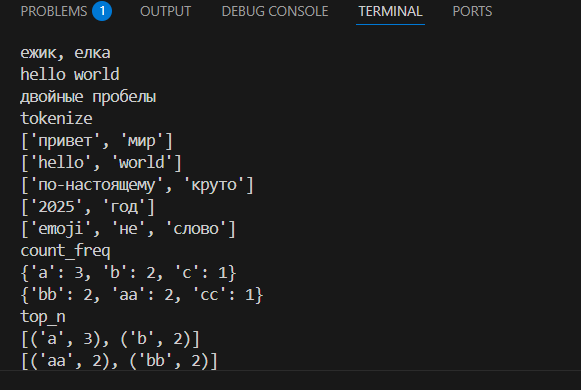 PROBLEMS 1 OUTPUT DEBUG CONSOLE TERMINAL PORTS
ежик, елка
hello world
двойные пробелы
tokenize
['привет', 'мир']
['hello', 'world']
['по-настоящему', 'круто']
['2025', 'год']
['emoji', 'не', 'слово']
count_freq
{'a': 3, 'b': 2, 'c': 1}
{'bb': 2, 'aa': 2, 'cc': 1}
top_n
[('a', 3), ('b', 2)]
[('aa', 2), ('bb', 2)]